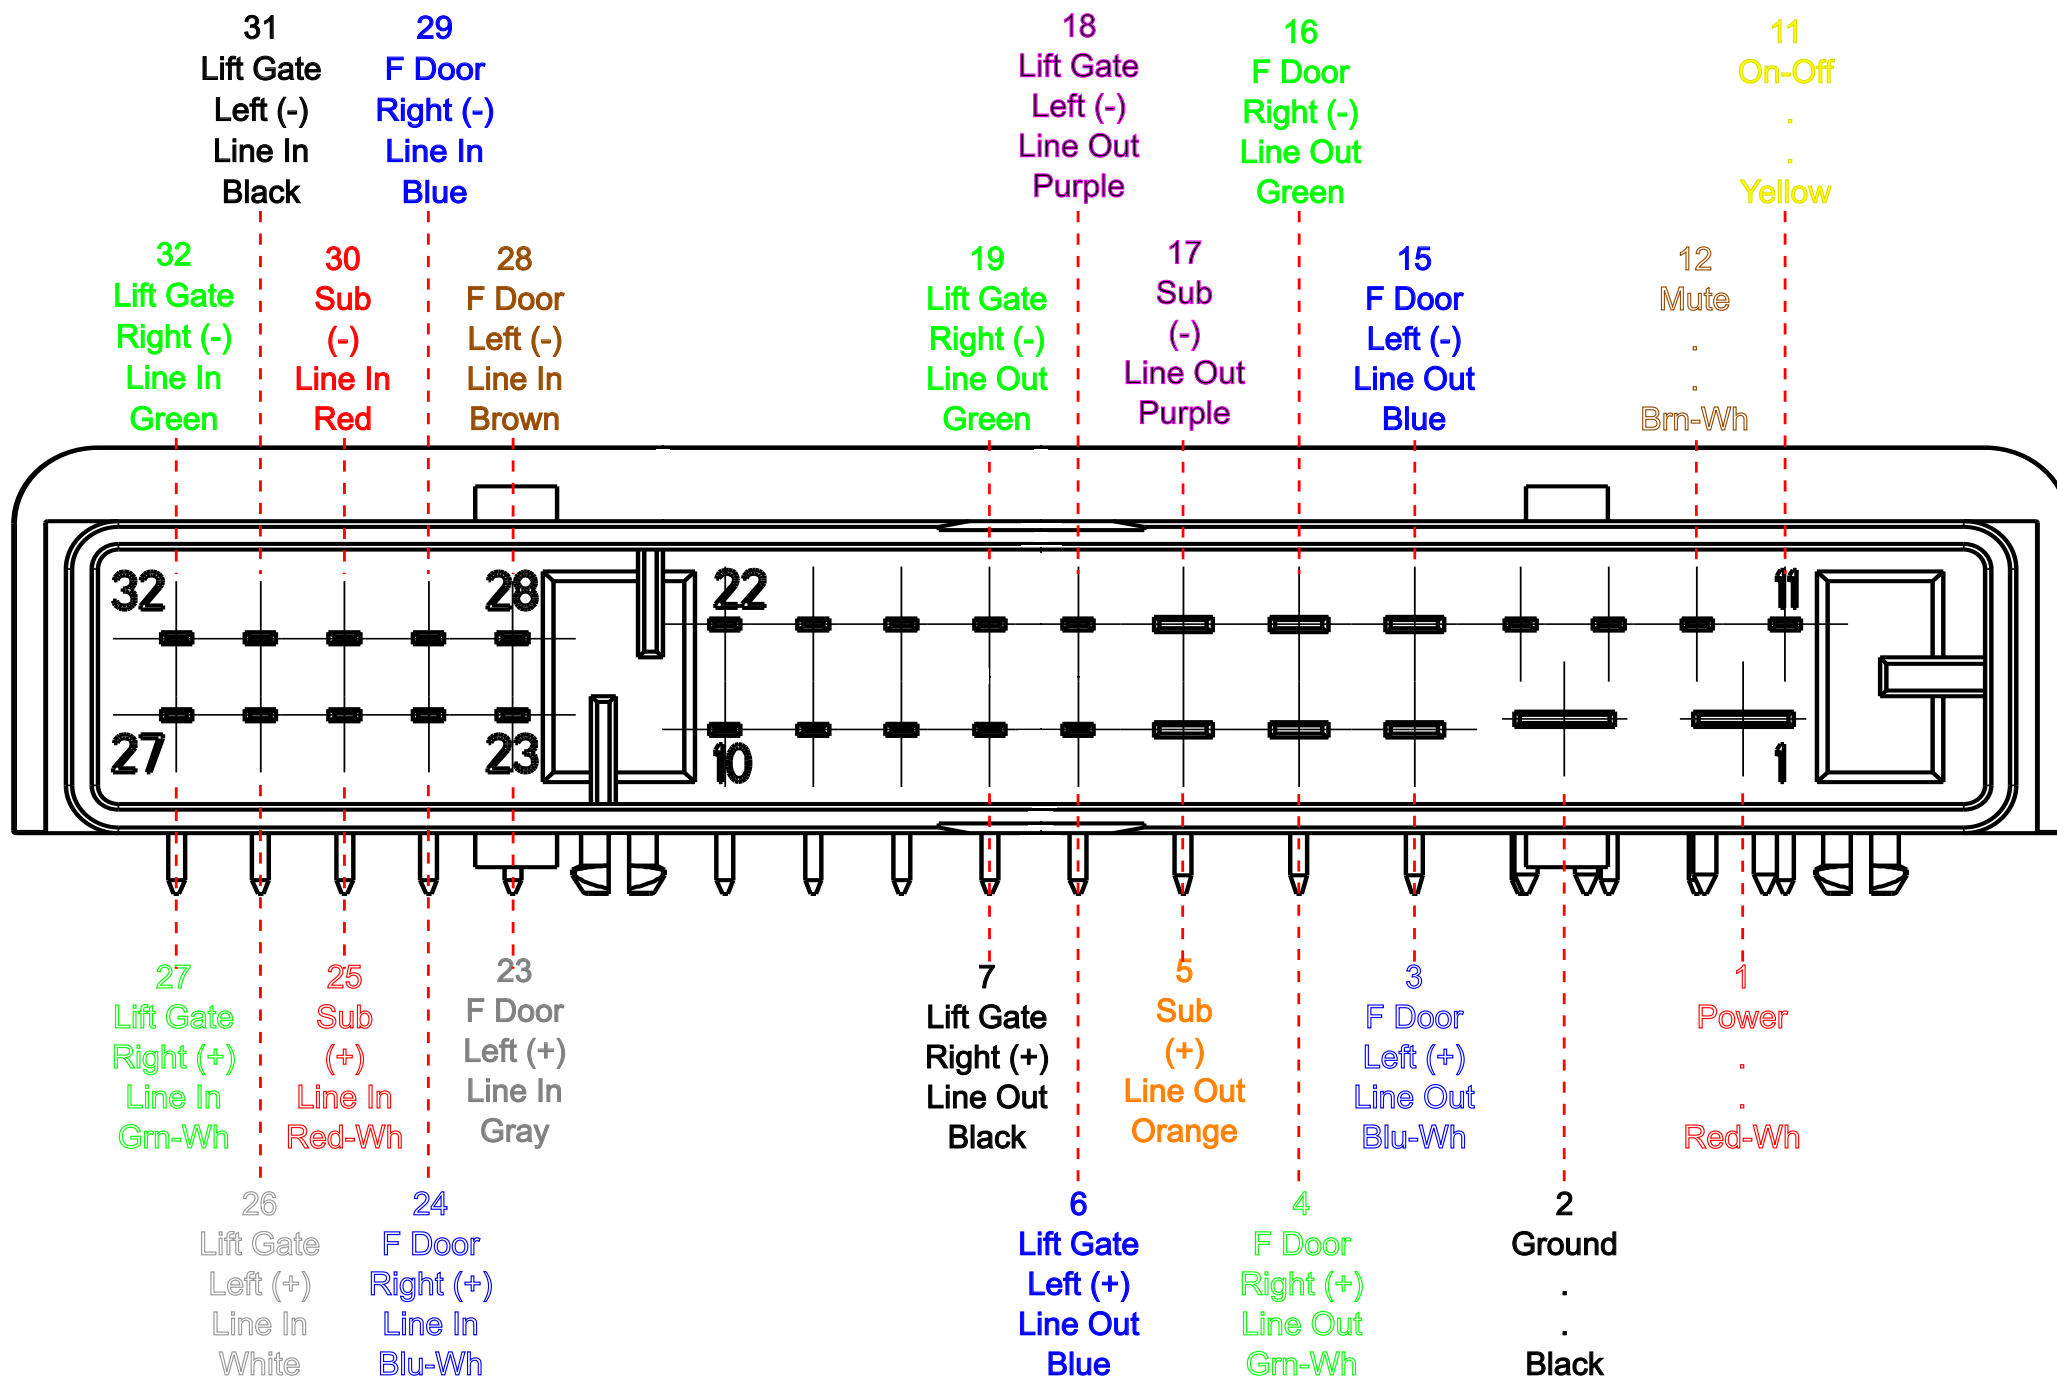 31
Lift Gate
Left (-)
Line In
Black
29
F Door
Right (-)
Line In
Blue
18
Lift Gate
Left (-)
Line Out
Purple
16
F Door
Right (-)
Line Out
Green
11
On-Off
.
.
Yellow
32
Lift Gate
Right (-)
Line In
Green
30
Sub
(-)
Line In
Red
28
F Door
Left (-)
Line In
Brown
19
Lift Gate
Right (-)
Line Out
Green
17
Sub
(-)
Line Out
Purple
15
F Door
Left (-)
Line Out
Blue
12
Mute
.
.
Brn-Wh
32
28
22
11
27
23
10
1
27
Lift Gate
Right (+)
Line In
Grn-Wh
25
Sub
(+)
Line In
Red-Wh
23
F Door
Left (+)
Line In
Gray
7
Lift Gate
Right (+)
Line Out
Black
5
Sub
(+)
Line Out
Orange
3
F Door
Left (+)
Line Out
Blu-Wh
1
Power
.
.
Red-Wh
26
Lift Gate
Left (+)
Line In
White
24
F Door
Right (+)
Line In
Blu-Wh
6
Lift Gate
Left (+)
Line Out
Blue
4
F Door
Right (+)
Line Out
Grn-Wh
2
Ground
.
.
Black